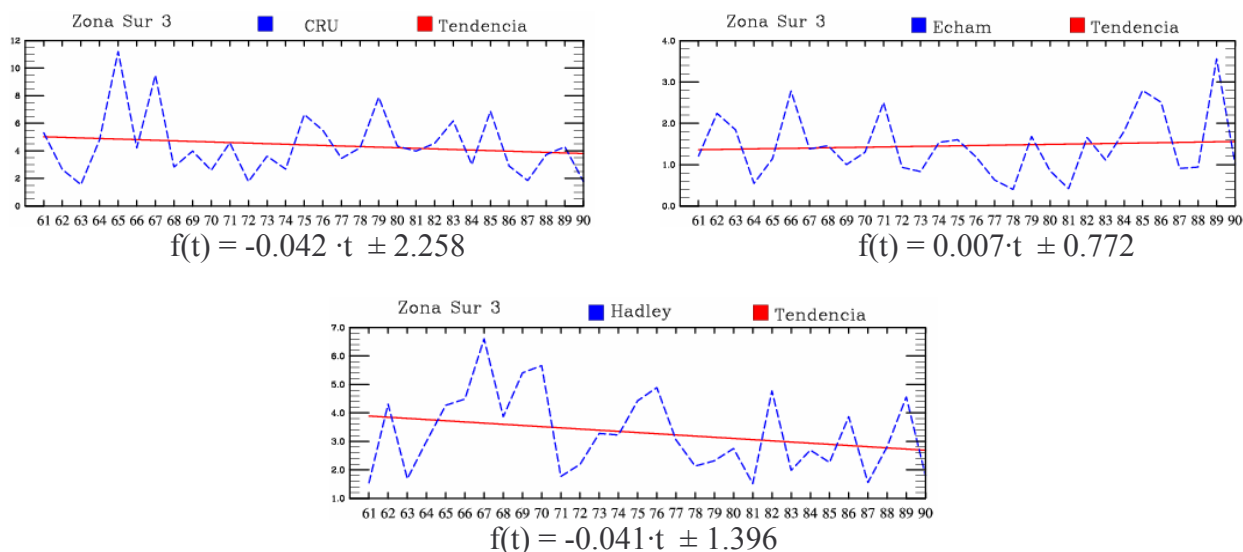 Zona Sur 3 CRU Tendencia
12
10
8
6
4
2
0
61 62 63 64 65 66 67 68 69 70 71 72 73 74 75 76 77 78 79 80 81 82 83 84 85 86 87 88 89 90
f(t) = -0.042 ·t ± 2.258
Zona Sur 3 Echam Tendencia
4.0
3.0
2.0
1.0
0.0
61 62 63 64 65 66 67 68 69 70 71 72 73 74 75 76 77 78 79 80 81 82 83 84 85 86 87 88 89 90
f(t) = 0.007·t ± 0.772
Zona Sur 3 Hadley Tendencia
7.0
6.0
5.0
4.0
3.0
2.0
1.0
61 62 63 64 65 66 67 68 69 70 71 72 73 74 75 76 77 78 79 80 81 82 83 84 85 86 87 88 89 90
f(t) = -0.041·t ± 1.396